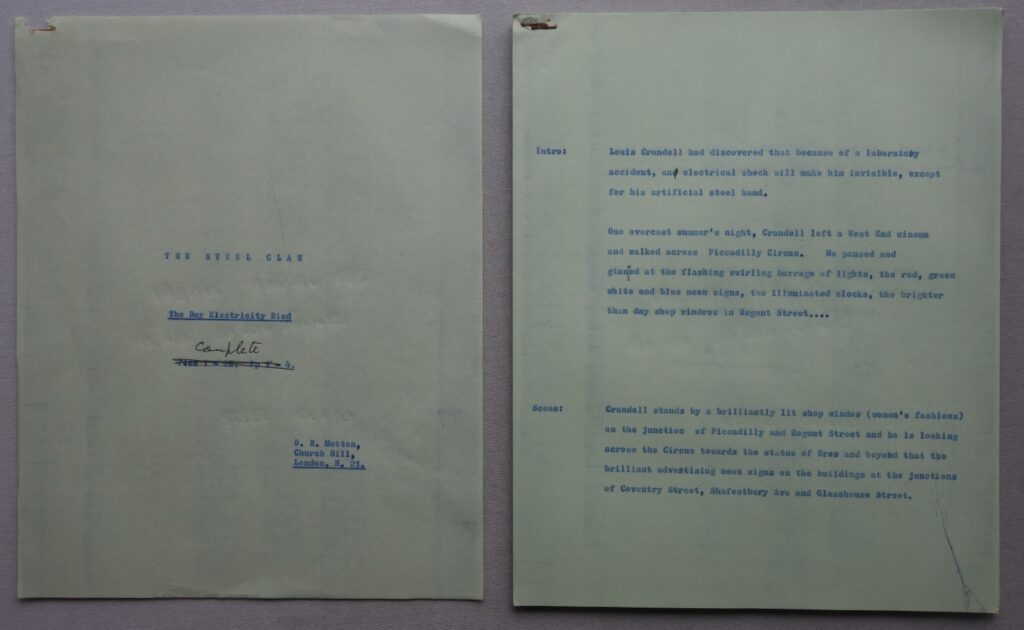 THE STEEL CLAW
The Day Electricity Died
Complete
4.
D. R. Motton,
Church Hill,
London, N. 21.
Intro:
Louis Crandell had discovered that because of a laboratory
accident, an electrical shock will make him invisible, except
for his artificial steel hand.
One overcast summer's night, Crandell left a West End cinema
and walked across Piccadilly Circus. He paused and
glanced at the flashing swirling barrage of lights, the red, green
white and blue neon signs, the illuminated clocks, the brighter
than day shop windows in Regent Street....
Scene:
Crandell stands by a brilliantly lit shop window (women's fashions)
on the junction of Piccadilly and Regent Street and he is looking
across the Circus towards the statue of Eros and beyond that the
brilliant advertising neon signs on the buildings at the junctions
of Coventry Street, Shafestbury Ave and Glasshouse Street.